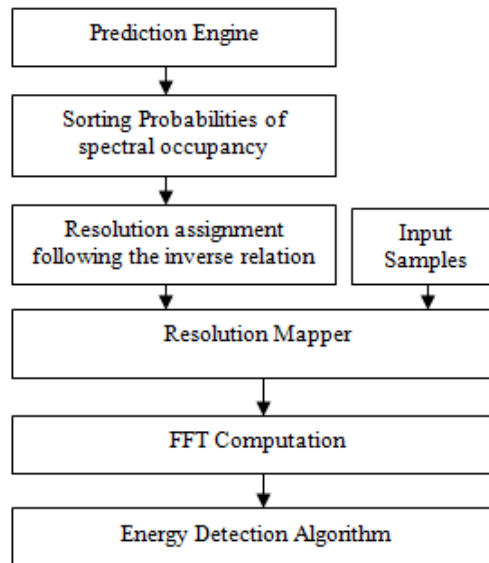 Prediction Engine
Sorting Probabilities of
spectral occupancy
Resolution assignment
following the inverse relation
Input
Samples
Resolution Mapper
FFT Computation
Energy Detection Algorithm